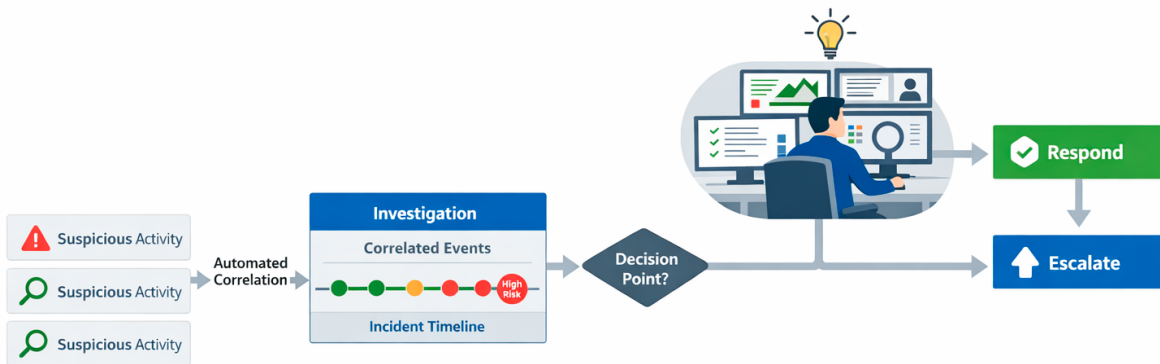 Suspicious Activity
Suspicious Activity
Suspicious Activity
Automated
Correlation
Investigation
Correlated Events
High
Risk
Incident Timeline
Decision
Point?
Respond
Escalate